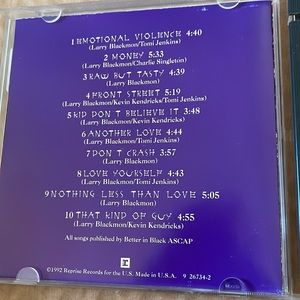 1 EMOTIONAL VIOLENCE 4:40
(Larry Blackmon/Tomi Jenkins)
2 MONEY 5:33
(Larry Blackmon/Charlie Singleton)
3 RAW BUT TASTY 4:39
(Larry Blackmon)
4 FRONT STREET 5:19
(Larry Blackmon/Kevin Kendricks/Tomi Jenkins)
5 KID DON'T BELIEVE IT 3:48
(Larry Blackmon/Kevin Kendricks)
6 ANOTHER LOVE 4:44
(Larry Blackmon/Tomi Jenkins)
7 DON'T CRASH 3:57
(Larry Blackmon)
8 LOVE YOURSELF 4:43
(Larry Blackmon/Tomi Jenkins)
9 NOTHING LESS THAN LOVE 5:05
(Larry Blackmon)
10 THAT KIND OF GUY 4:55
(Larry Blackmon/Kevin Kendricks)
All songs published by Better in Black ASCAP
©1992 Reprise Records for the U.S. Made in U.S.A. 9 26734-2